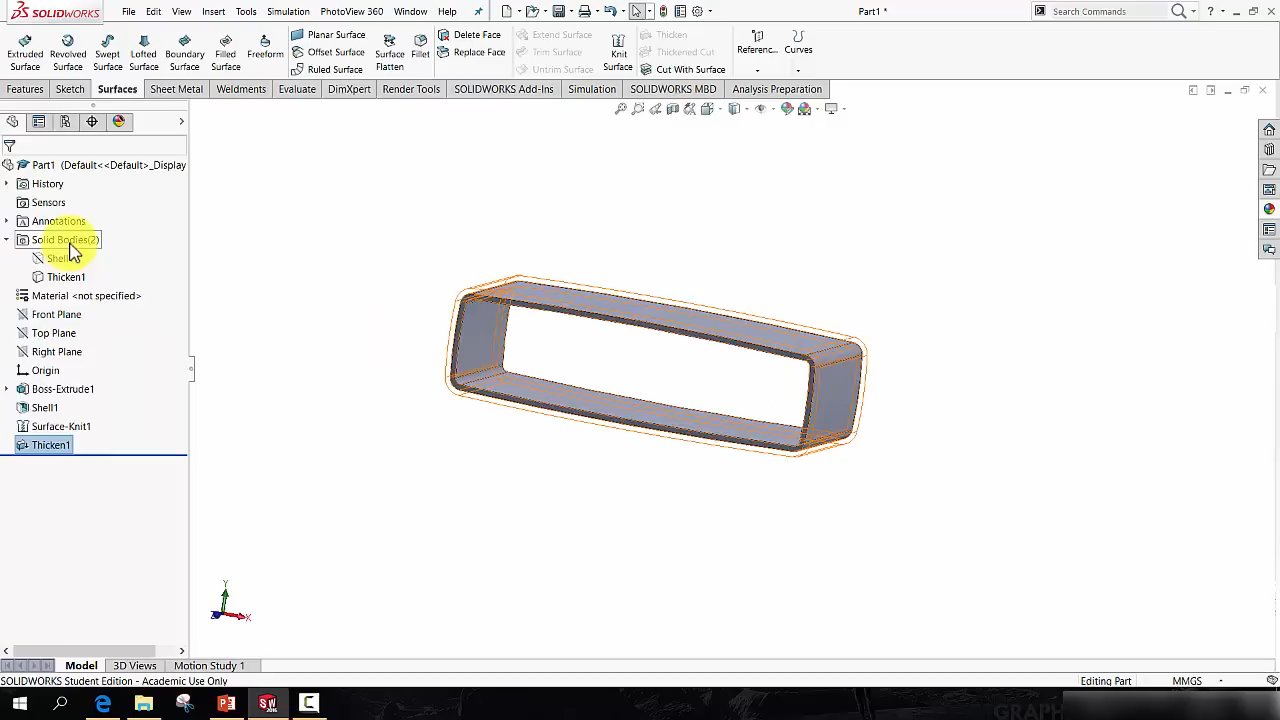 SOLIDWORKS File Edit View Insert Tools Simulation PhotoView 360 Window Help Part1 * Search Commands
Extruded Surface
Revolved Surface
Swept Surface
Lofted Surface
Boundary Surface
Filled Surface
Freeform
Planar Surface
Offset Surface
Ruled Surface
Surface Flatten
Fillet
Delete Face
Replace Face
Extend Surface
Trim Surface
Untrim Surface
Knit Surface
Thicken
Thickened Cut
Cut With Surface
Referenc...
Curves
Features Sketch Surfaces Sheet Metal Weldments Evaluate DimXpert Render Tools SOLIDWORKS Add-Ins Simulation SOLIDWORKS MBD Analysis Preparation
Part1 (Default<<Default>_Display
History
Sensors
Annotations
Solid Bodies(2)
Thicken1
Material <not specified>
Front Plane
Top Plane
Right Plane
Origin
Boss-Extrude1
Shell1
Surface-Knit1
Thicken1
Y
X
Model 3D Views Motion Study 1
SOLIDWORKS Student Edition - Academic Use Only Editing Part MMGS